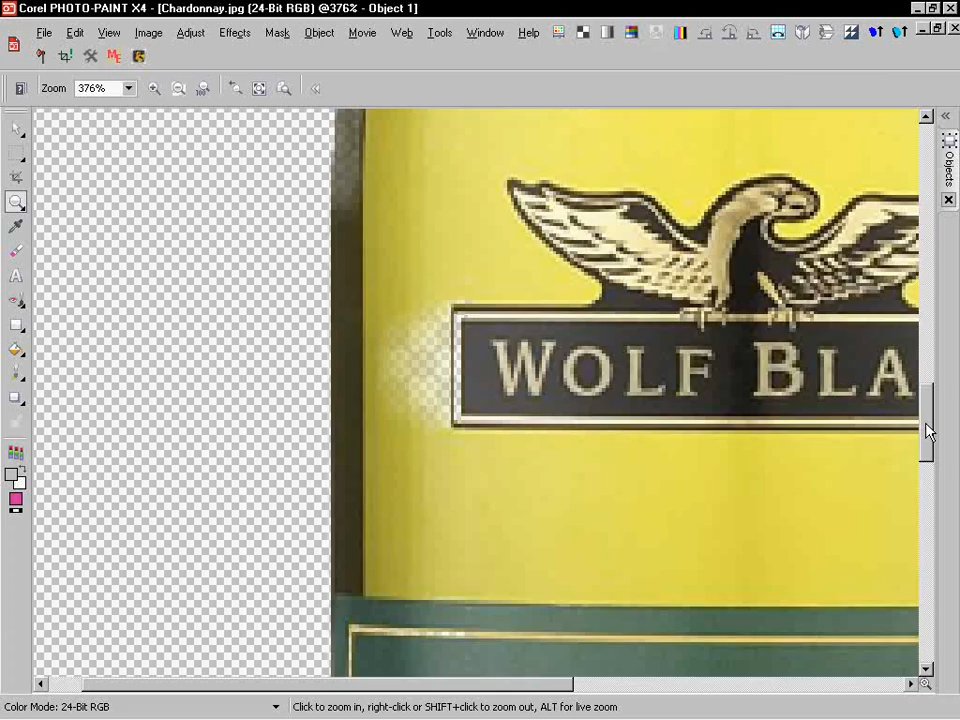 Corel PHOTO-PAINT X4 - [Chardonnay.jpg (24-Bit RGB) @376% - Object 1]
File Edit View Image Adjust Effects Mask Object Movie Web Tools Window Help
ME
Zoom 376% 100
Objects
WOLF BLA
A
Color Mode: 24-Bit RGB Click to zoom in, right-click or SHIFT+click to zoom out, ALT for live zoom